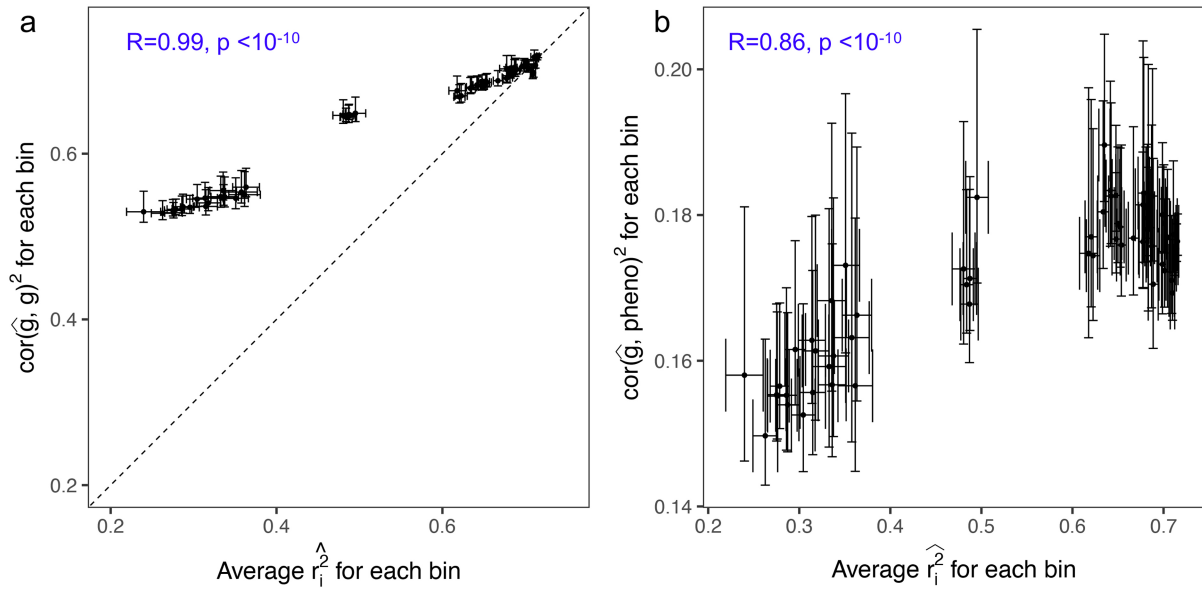 a
R=0.99, p <10⁻¹⁰
cor(ĝ, g)² for each bin
0.6
0.4
0.2
0.2 0.4 0.6
Average r̂ᵢ² for each bin
b
R=0.86, p <10⁻¹⁰
cor(ĝ, pheno)² for each bin
0.20
0.18
0.16
0.14
0.2 0.3 0.4 0.5 0.6 0.7
Average r̂ᵢ² for each bin